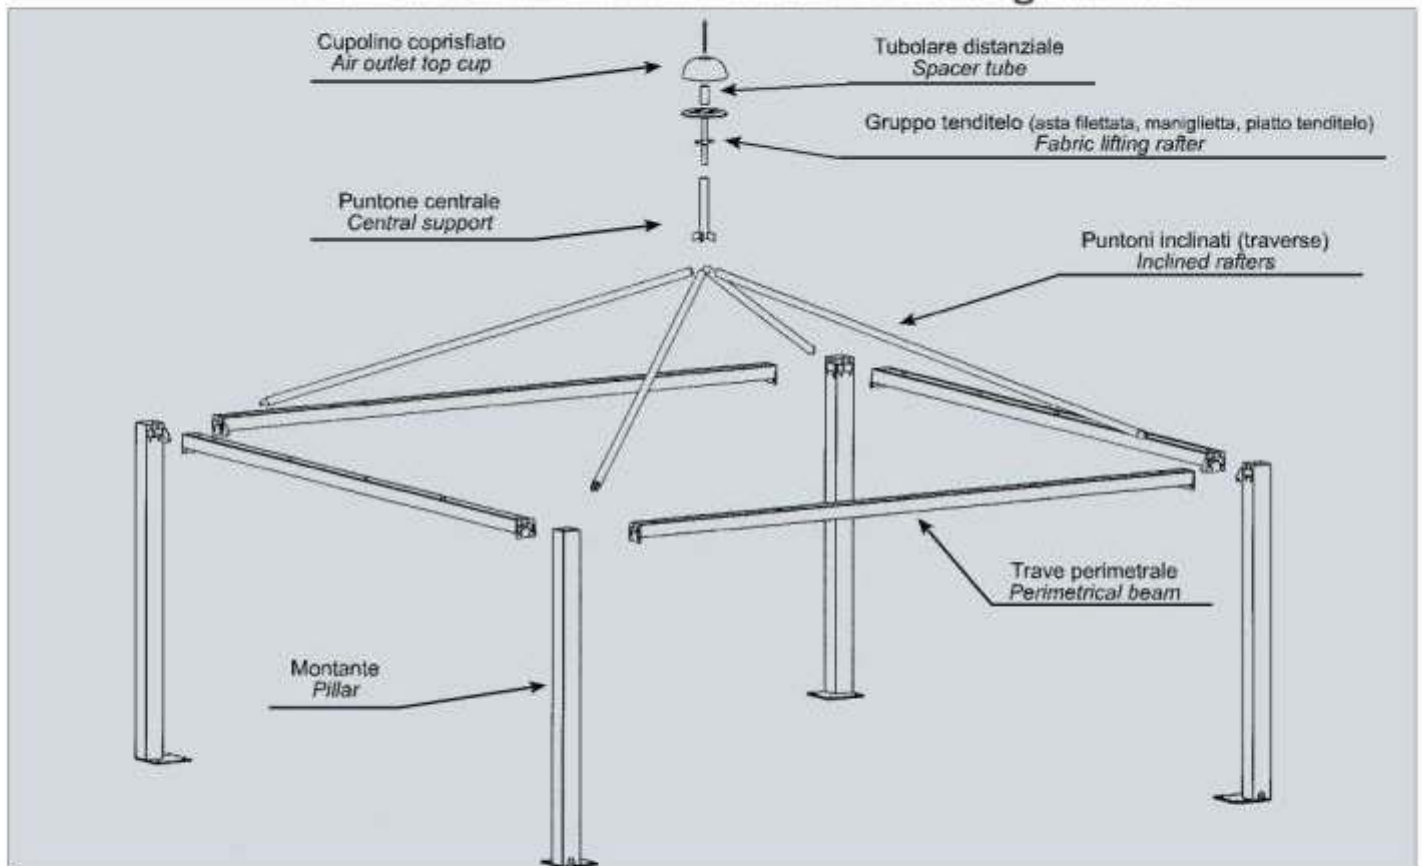 Cupolino coprisfiato
Air outlet top cup
Tubolare distanziale
Spacer tube
Gruppo tenditelo (asta filettata, maniglietta, piatto tenditelo)
Fabric lifting rafter
Puntone centrale
Central support
Puntoni inclinati (traverse)
Inclined rafters
Trave perimetrale
Perimetrical beam
Montante
Pillar